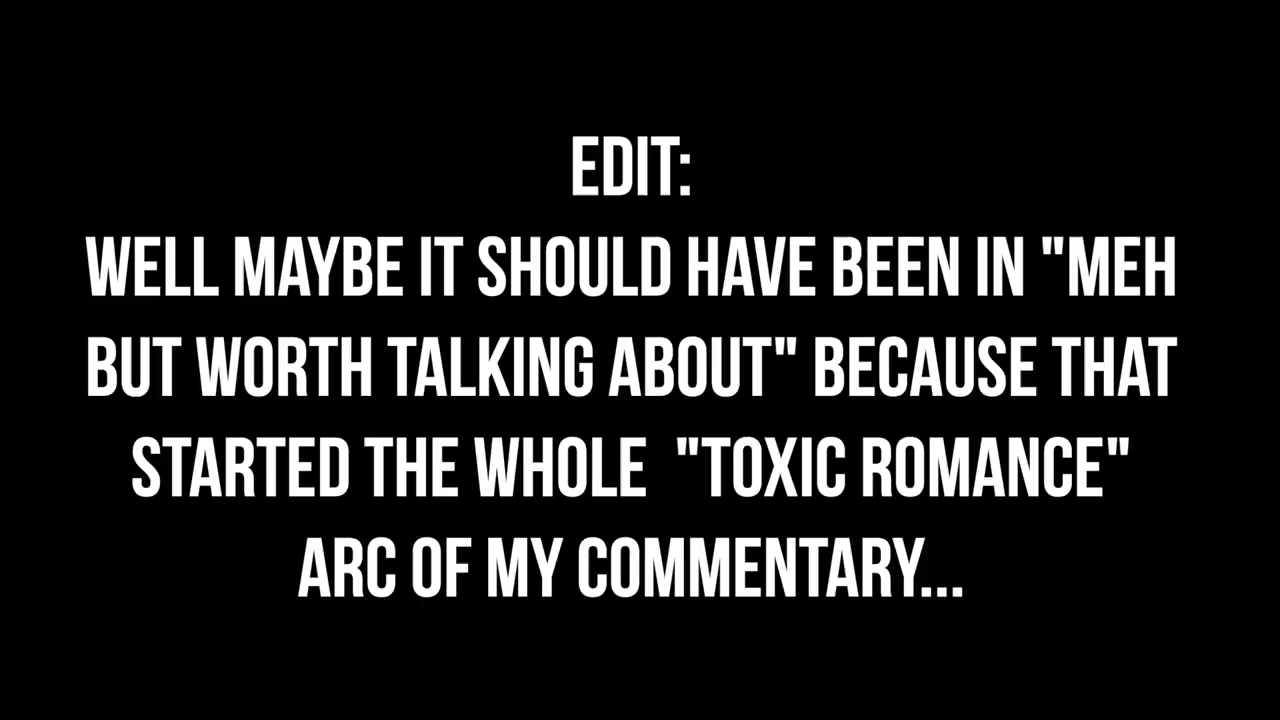 EDIT:
WELL MAYBE IT SHOULD HAVE BEEN IN "MEH
BUT WORTH TALKING ABOUT" BECAUSE THAT
STARTED THE WHOLE "TOXIC ROMANCE"
ARC OF MY COMMENTARY...